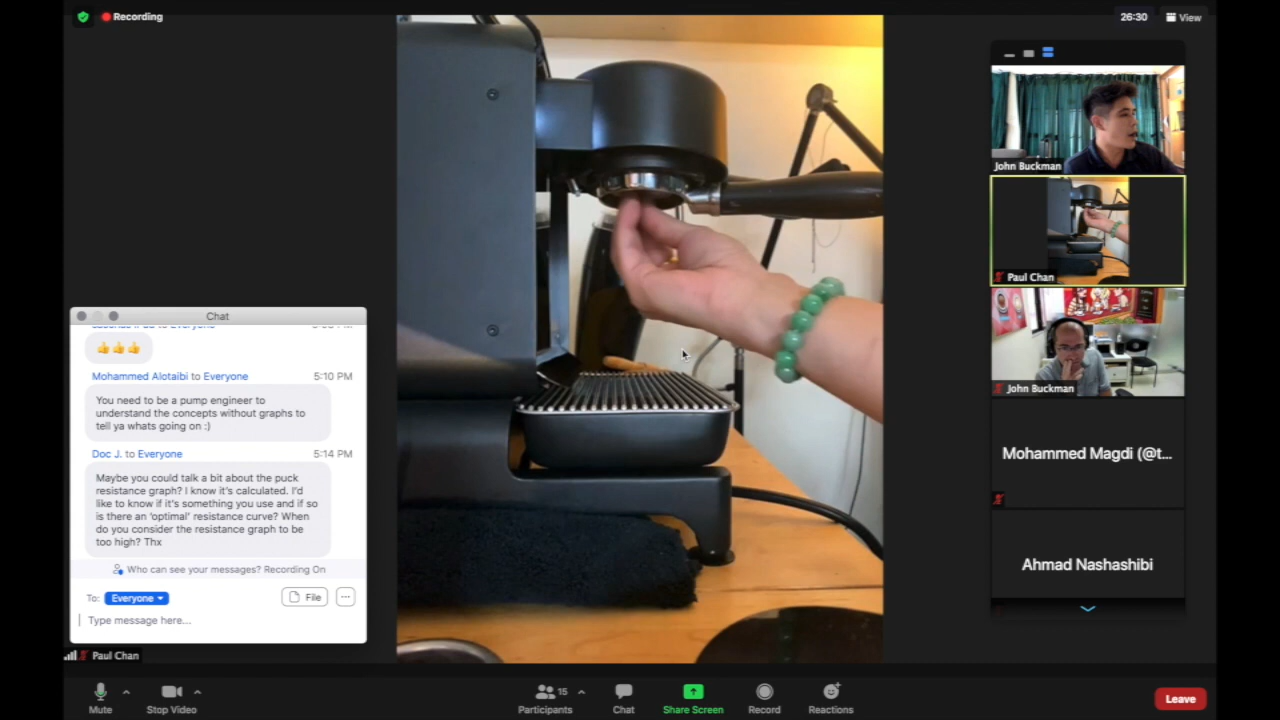 Recording
26:30
View
Chat
to Everyone
👍👍👍
Mohammed Alotaibi to Everyone 5:10 PM
You need to be a pump engineer to
understand the concepts without graphs to
tell ya whats going on :)
Doc J. to Everyone 5:14 PM
Maybe you could talk a bit about the puck
resistance graph? I know it's calculated. I'd
like to know if it's something you use and if so
is there an 'optimal' resistance curve? When
do you consider the resistance graph to be
too high? Thx
Who can see your messages? Recording On
To: Everyone
File
Type message here...
Paul Chan
John Buckman
Paul Chan
John Buckman
Mohammed Magdi (@t...
Ahmad Nashashibi
Mute
Stop Video
15
Participants
Chat
Share Screen
Record
Reactions
Leave